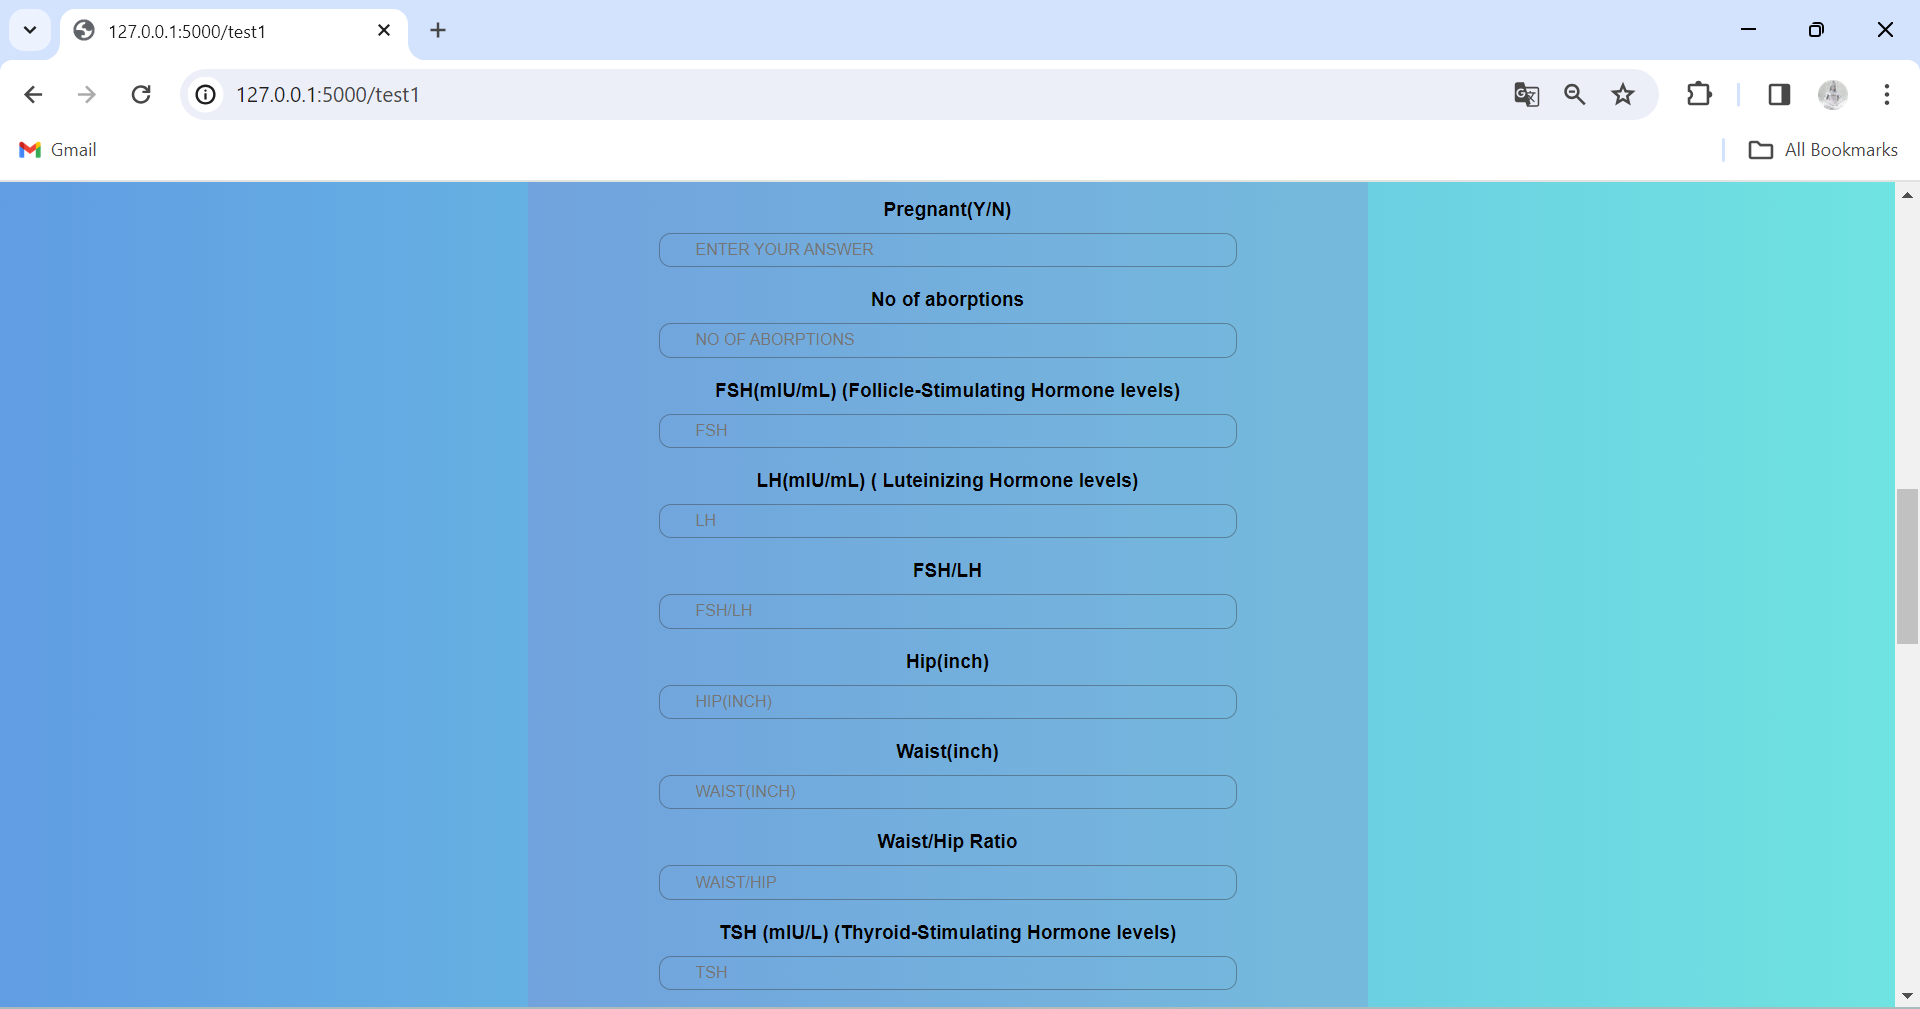 127.0.0.1:5000/test1
127.0.0.1:5000/test1
Gmail
All Bookmarks
Pregnant(Y/N)
ENTER YOUR ANSWER
No of aborptions
NO OF ABORPTIONS
FSH(mIU/mL) (Follicle-Stimulating Hormone levels)
FSH
LH(mIU/mL) ( Luteinizing Hormone levels)
LH
FSH/LH
FSH/LH
Hip(inch)
HIP(INCH)
Waist(inch)
WAIST(INCH)
Waist/Hip Ratio
WAIST/HIP
TSH (mIU/L) (Thyroid-Stimulating Hormone levels)
TSH